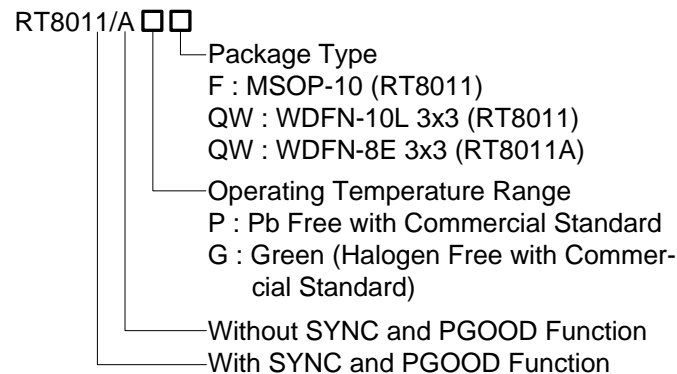 RT8011/A
Package Type
F : MSOP-10 (RT8011)
QW : WDFN-10L 3x3 (RT8011)
QW : WDFN-8E 3x3 (RT8011A)
Operating Temperature Range
P : Pb Free with Commercial Standard
G : Green (Halogen Free with Commer-
cial Standard)
Without SYNC and PGOOD Function
With SYNC and PGOOD Function